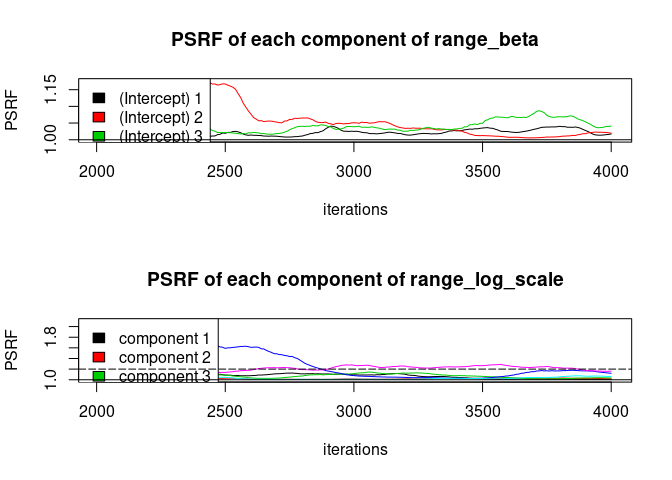 PSRF of each component of range_beta
PSRF
1.00
1.15
(Intercept) 1
(Intercept) 2
(Intercept) 3
2000
2500
3000
3500
4000
iterations
PSRF of each component of range_log_scale
PSRF
1.0
1.8
component 1
component 2
component 3
2000
2500
3000
3500
4000
iterations